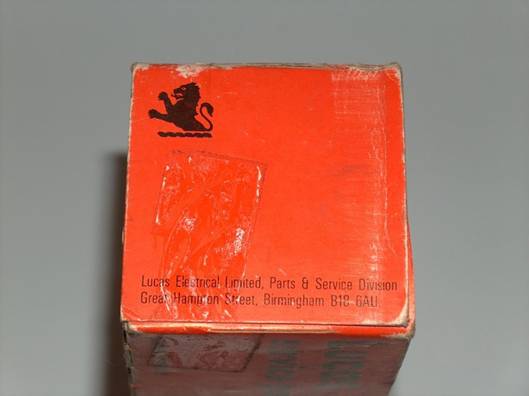 Lucas Electrical Limited, Parts & Service Division
Great Hampton Street, Birmingham B18 6AU.